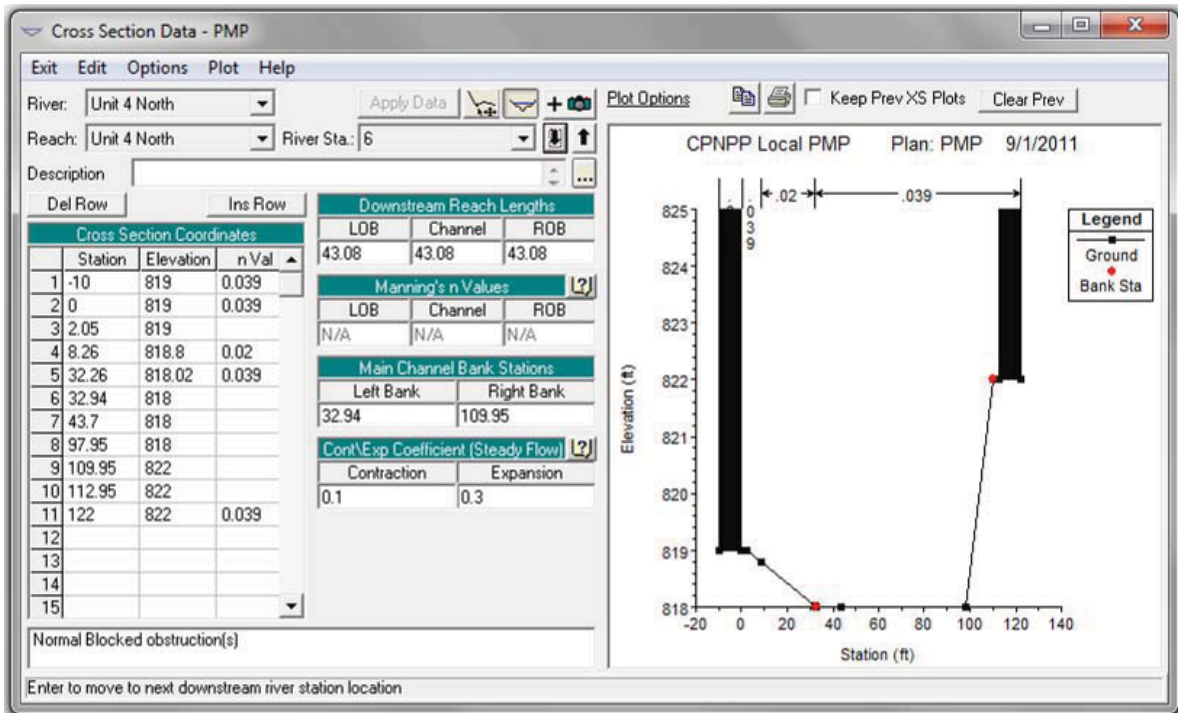 Cross Section Data - PMP
Exit Edit Options Plot Help
River: Unit 4 North Apply Data
Reach: Unit 4 North River Sta.: 6
Description ...
Del Row Ins Row
Cross Section Coordinates
Station Elevation n Val
1 -10 819 0.039
2 0 819 0.039
3 2.05 819
4 8.26 818.8 0.02
5 32.26 818.02 0.039
6 32.94 818
7 43.7 818
8 97.95 818
9 109.95 822
10 112.95 822
11 122 822 0.039
12
13
14
15
Downstream Reach Lengths
LOB Channel ROB
43.08 43.08 43.08
Manning's n Values
LOB Channel ROB
N/A N/A N/A
Main Channel Bank Stations
Left Bank Right Bank
32.94 109.95
Cont\Exp Coefficient (Steady Flow)
Contraction Expansion
0.1 0.3
Normal Blocked obstruction(s)
Enter to move to next downstream river station location
Plot Options Keep Prev XS Plots Clear Prev
CPNPP Local PMP Plan: PMP 9/1/2011
.039 .02 .039
825
824
823
822
821
820
819
818
Elevation (ft)
-20 0 20 40 60 80 100 120 140
Station (ft)
Legend
Ground
Bank Sta